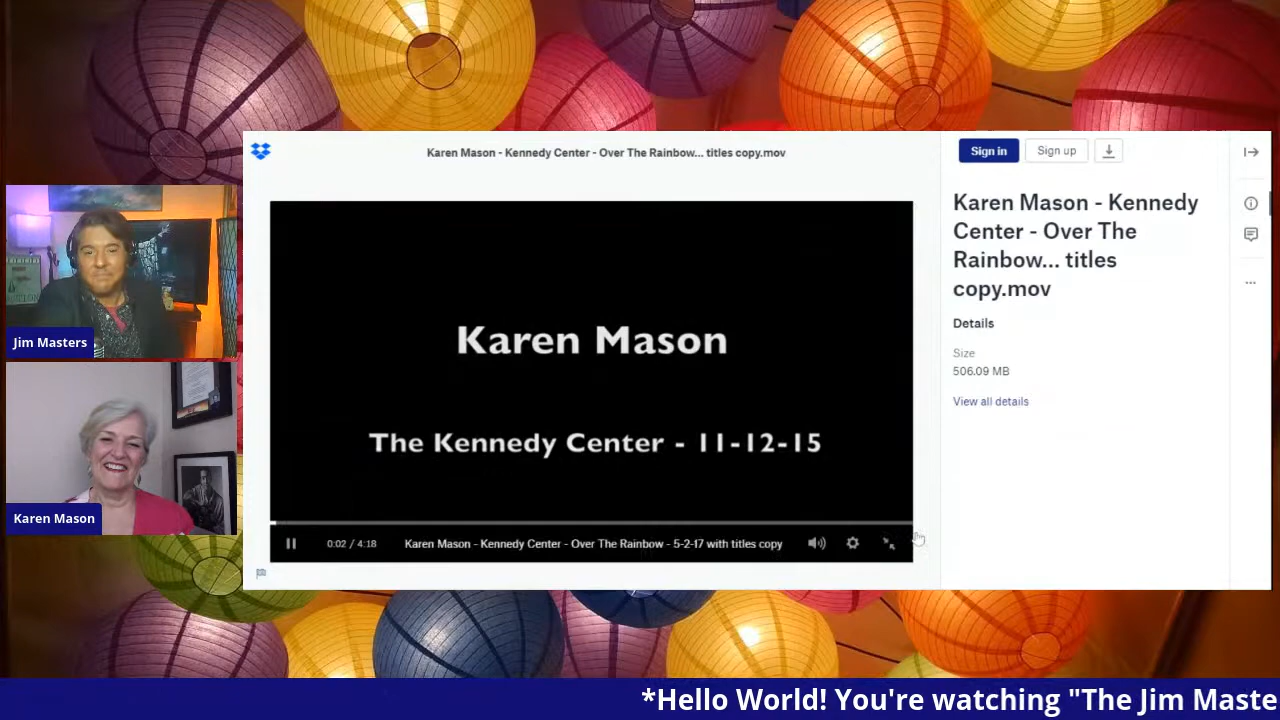 Karen Mason - Kennedy Center - Over The Rainbow... titles copy.mov
Sign in
Sign up
Karen Mason - Kennedy
Center - Over The
Rainbow... titles
copy.mov
Details
Size
506.09 MB
View all details
Karen Mason
The Kennedy Center - 11-12-15
0:02 / 4:18
Karen Mason - Kennedy Center - Over The Rainbow - 5-2-17 with titles copy
Jim Masters
Karen Mason
*Hello World! You're watching "The Jim Maste